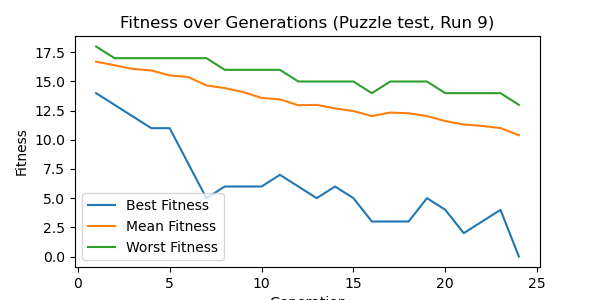 Fitness over Generations (Puzzle test, Run 9)
Fitness
17.5
15.0
12.5
10.0
7.5
5.0
2.5
0.0
Best Fitness
Mean Fitness
Worst Fitness
0 5 10 15 20 25
Generation